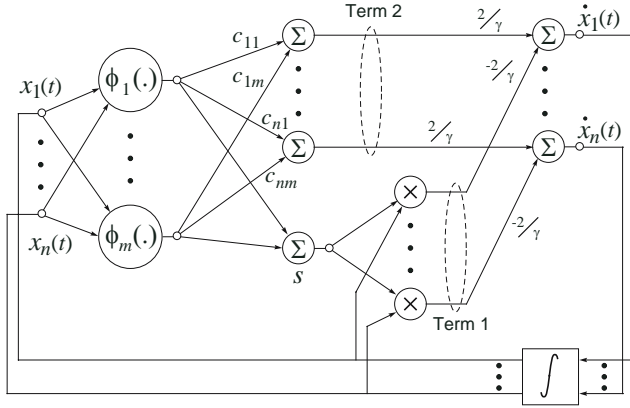 Term 2
ẋ₁(t)
c₁₁
2/γ
x₁(t)
ϕ₁(.)
Σ
Σ
c₁ₘ
-2/γ
cₙ₁
2/γ
ẋₙ(t)
Σ
Σ
cₙₘ
×
xₙ(t)
ϕₘ(.)
Σ
-2/γ
s
×
Term 1
∫